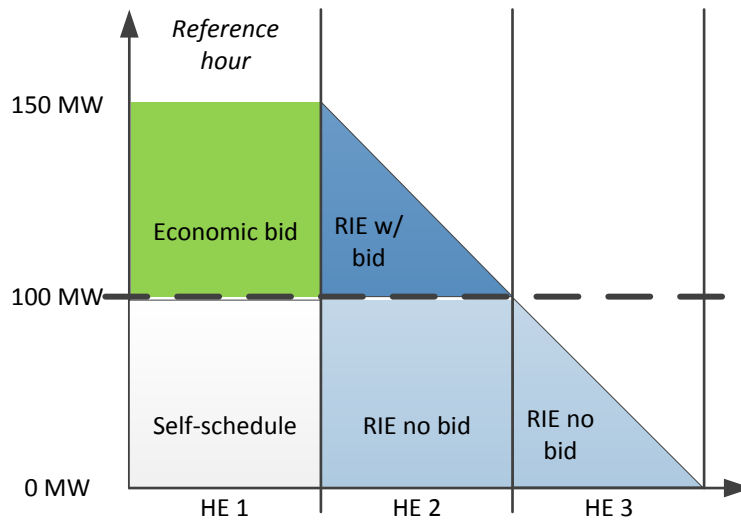 Reference
hour
150 MW
Economic bid
RIE w/
bid
100 MW
Self-schedule
RIE no bid
RIE no
bid
0 MW
HE 1
HE 2
HE 3